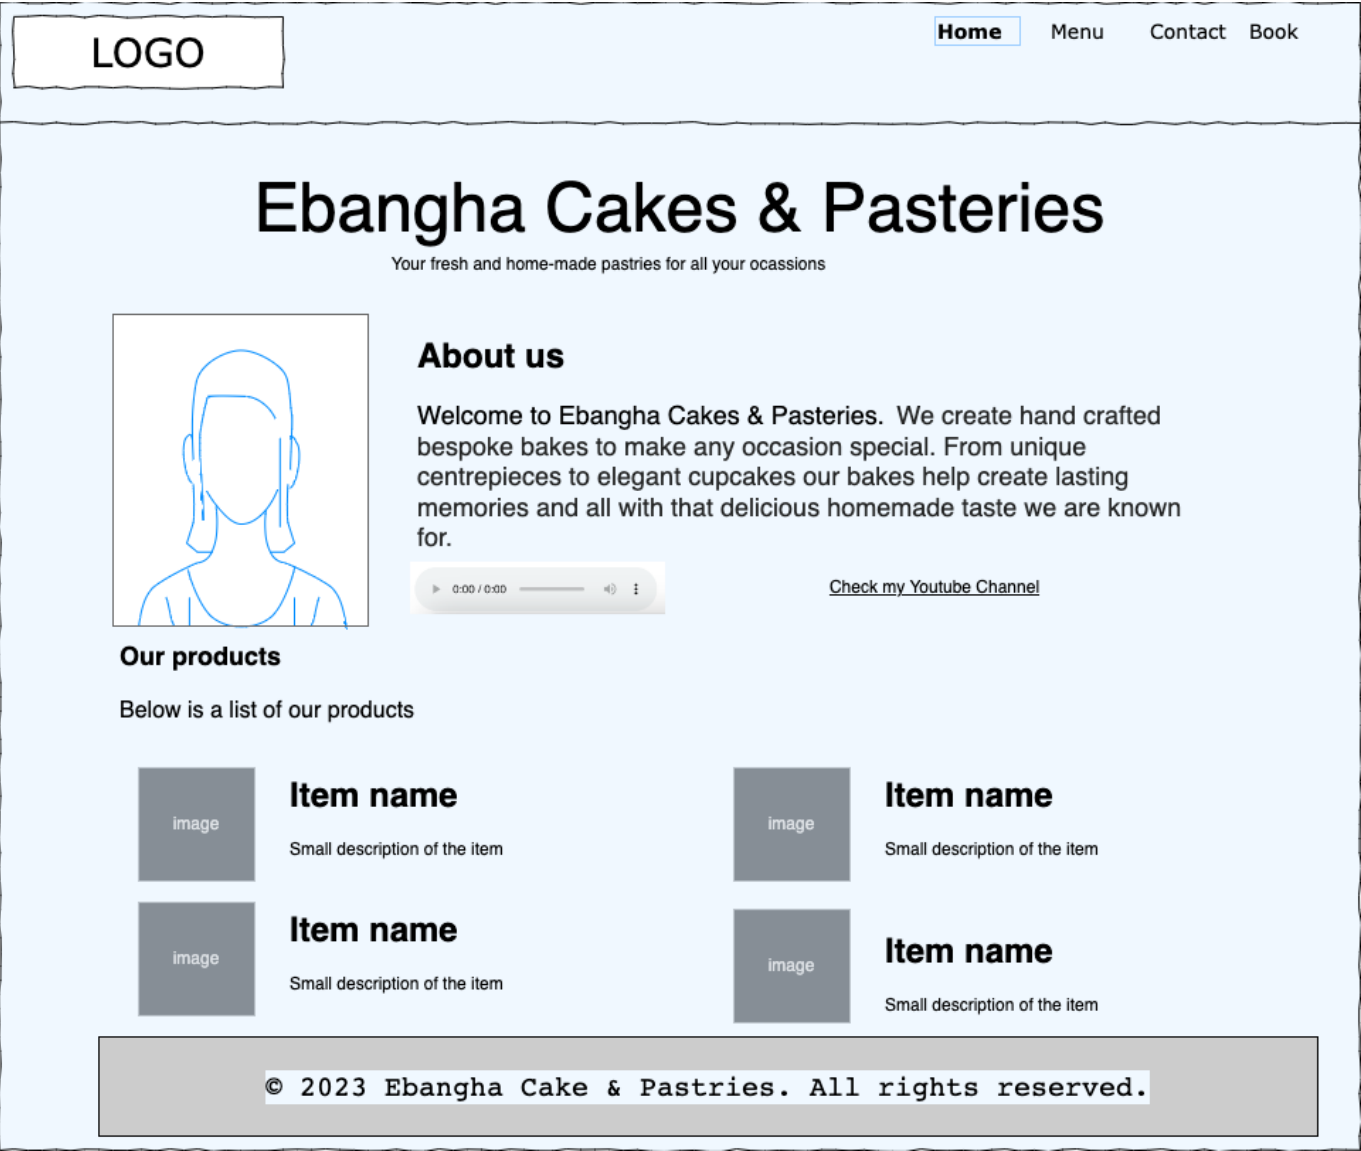 LOGO
Home Menu Contact Book
Ebangha Cakes & Pasteries
Your fresh and home-made pastries for all your ocassions
About us
Welcome to Ebangha Cakes & Pasteries. We create hand crafted
bespoke bakes to make any occasion special. From unique
centrepieces to elegant cupcakes our bakes help create lasting
memories and all with that delicious homemade taste we are known
for.
0:00 / 0:00
Check my Youtube Channel
Our products
Below is a list of our products
image
Item name
Small description of the item
image
Item name
Small description of the item
image
Item name
Small description of the item
image
Item name
Small description of the item
© 2023 Ebangha Cake & Pastries. All rights reserved.